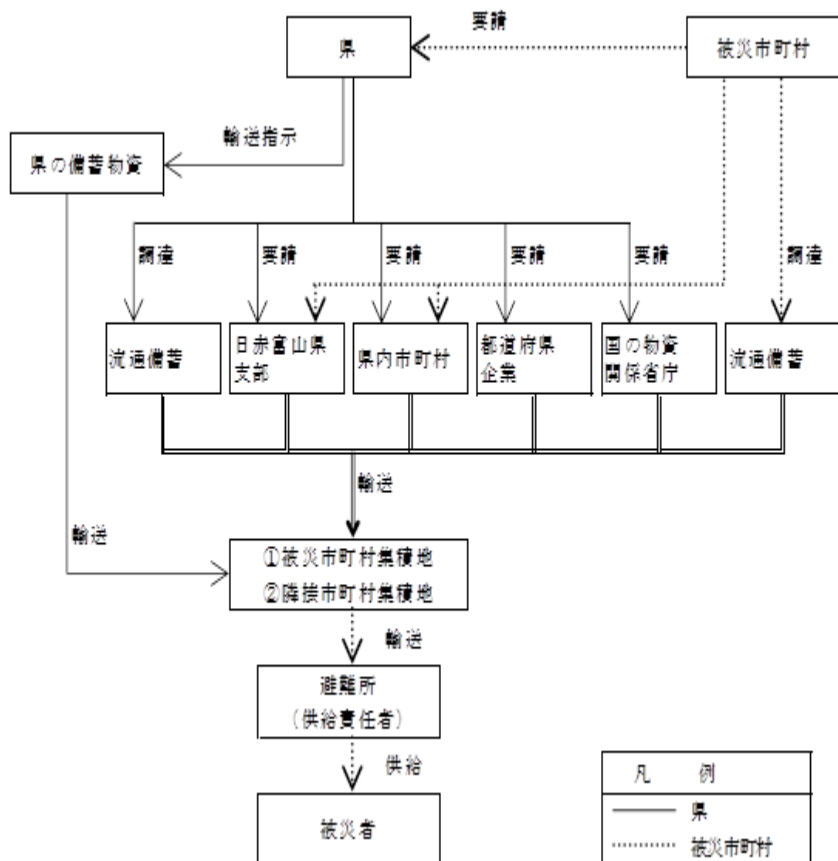 要請
県
被災市町村
輸送指示
県の備蓄物資
調達
要請
要請
要請
要請
調達
流通備蓄
日赤富山県
支部
県内市町村
都道府県
企業
国の物資
関係省庁
流通備蓄
輸送
輸送
①被災市町村集積地
②隣接市町村集積地
輸送
避難所
(供給責任者)
供給
被災者
凡 例
県
被災市町村